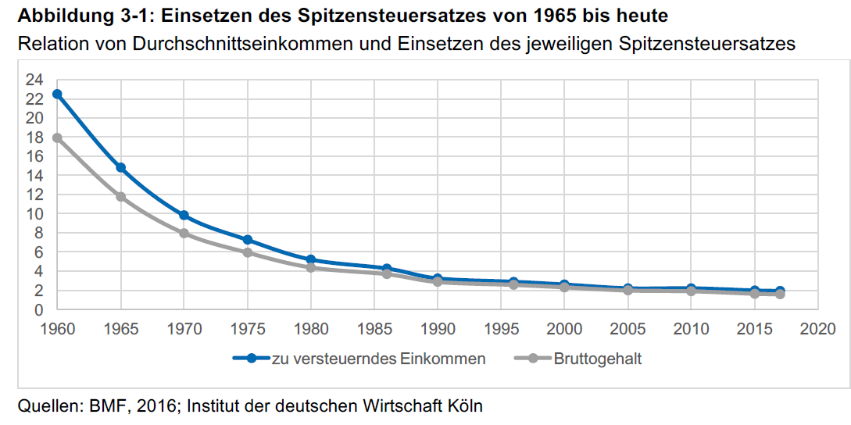 Abbildung 3-1: Einsetzen des Spitzensteuersatzes von 1965 bis heute
Relation von Durchschnittseinkommen und Einsetzen des jeweiligen Spitzensteuersatzes
24
22
20
18
16
14
12
10
8
6
4
2
0
1960 1965 1970 1975 1980 1985 1990 1995 2000 2005 2010 2015 2020
zu versteuerndes Einkommen Bruttogehalt
Quellen: BMF, 2016; Institut der deutschen Wirtschaft Köln